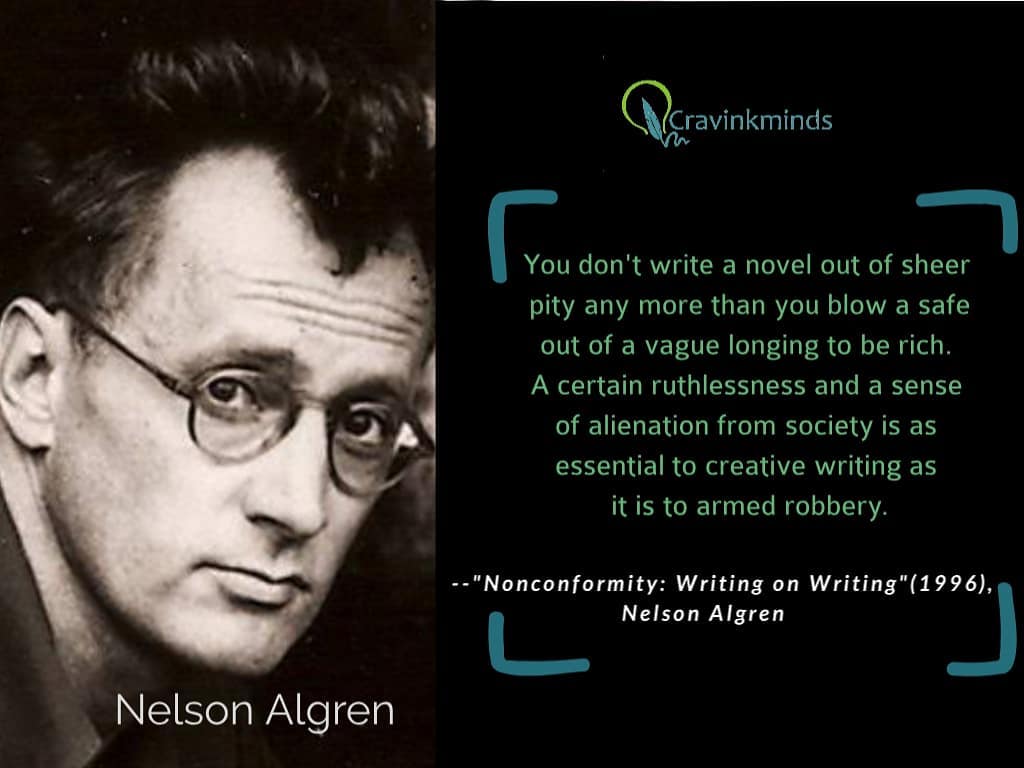 Cravinkminds
You don't write a novel out of sheer
pity any more than you blow a safe
out of a vague longing to be rich.
A certain ruthlessness and a sense
of alienation from society is as
essential to creative writing as
it is to armed robbery.
--"Nonconformity: Writing on Writing"(1996),
Nelson Algren
Nelson Algren